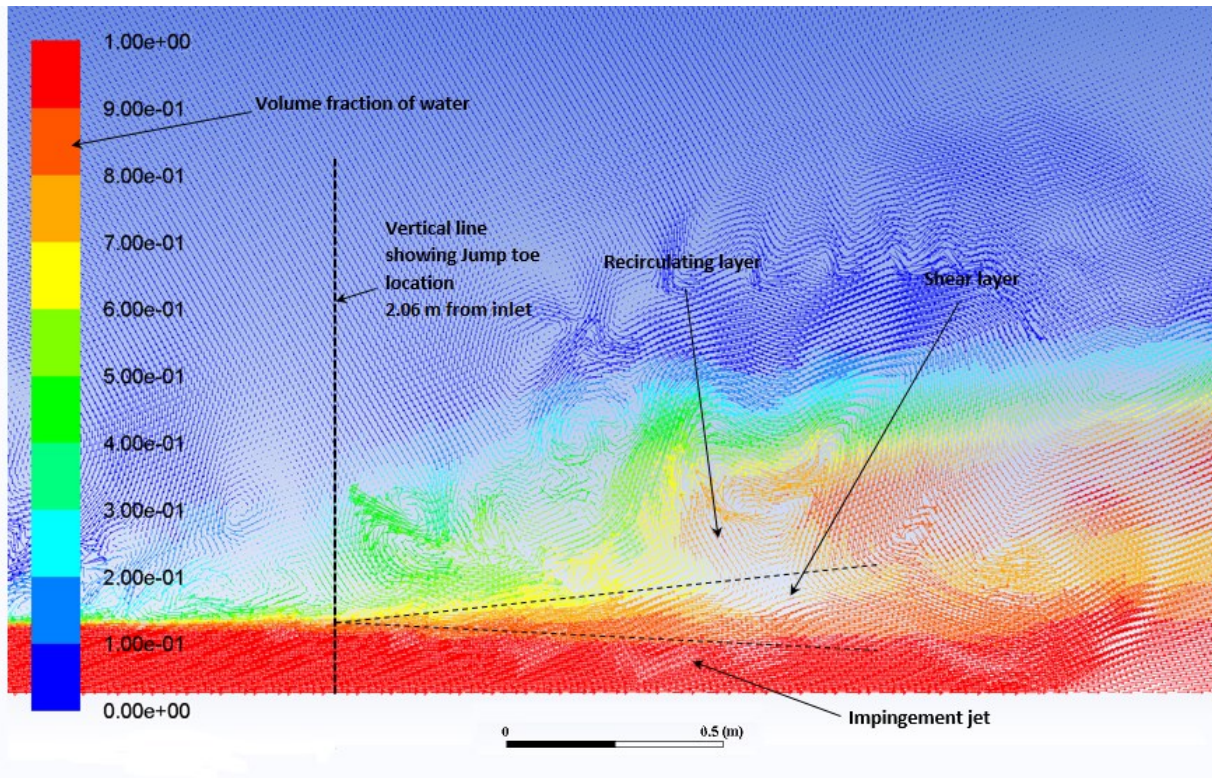 1.00e+00
9.00e-01
Volume fraction of water
8.00e-01
7.00e-01
Vertical line
showing Jump toe
location
2.06 m from inlet
Recirculating layer
Shear layer
6.00e-01
5.00e-01
4.00e-01
3.00e-01
2.00e-01
1.00e-01
0.00e+00
Impingement jet
0 0.5 (m)